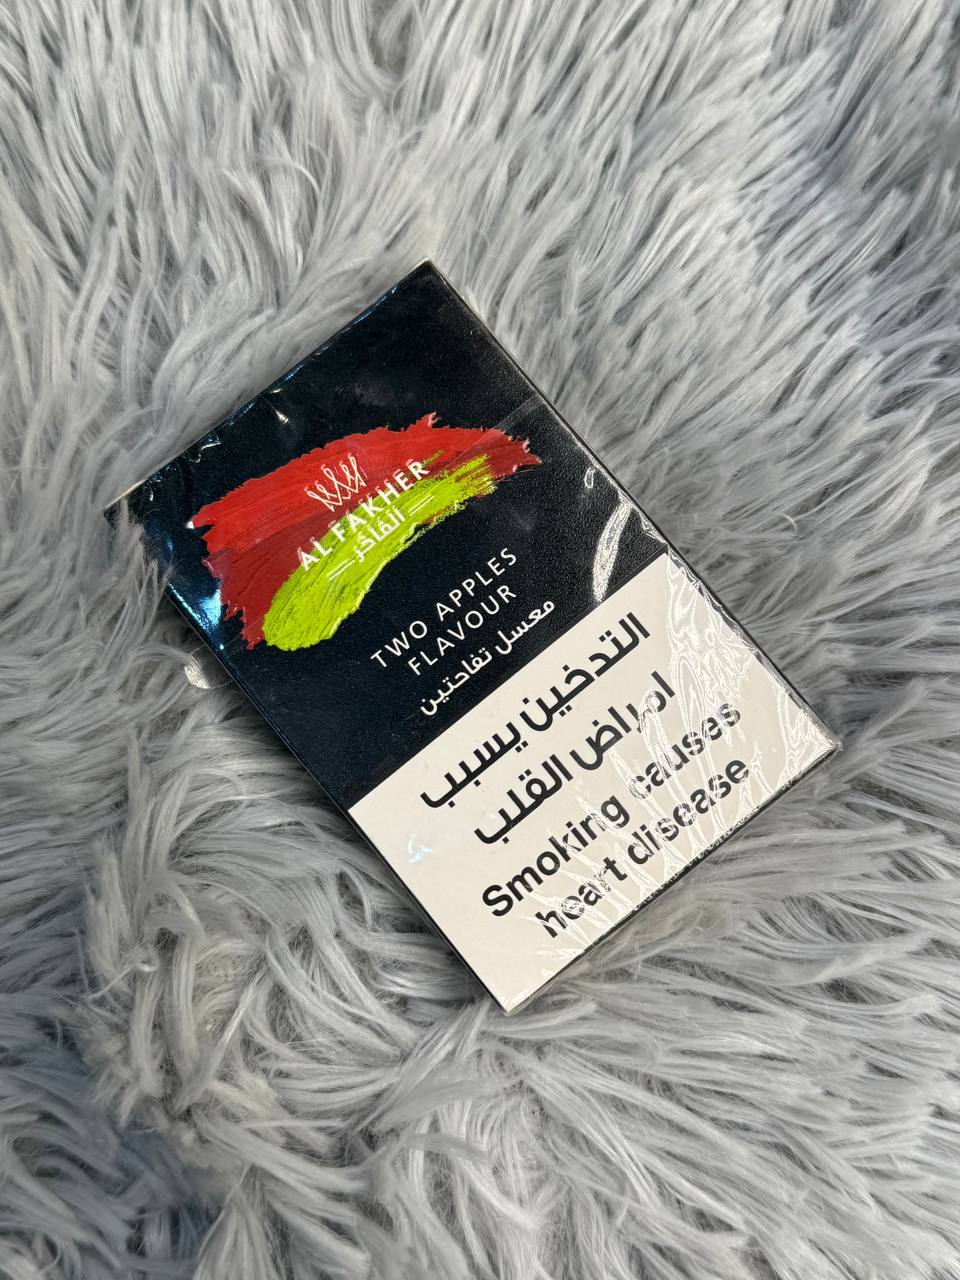 AL FAKHER
الفاخر
TWO APPLES
FLAVOUR
معسل تفاحتين
التدخين يسبب
امراض القلب
Smoking causes
heart disease